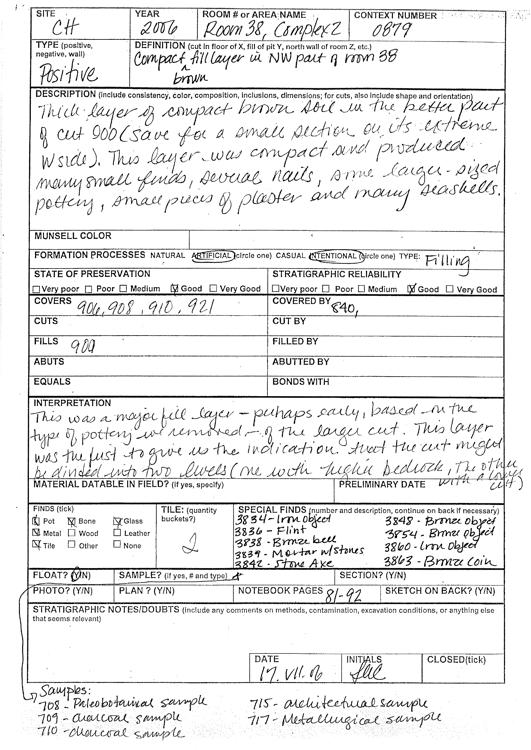 SITE YEAR ROOM # or AREA NAME CONTEXT NUMBER
CH 2006 Room 38, Complex 2 0879
TYPE (positive, negative, wall) DEFINITION (cut in floor of X, fill of pit Y, north wall of room Z, etc.)
Positive Compact ^ brown fill layer in NW part of room 38
DESCRIPTION (include consistency, color, composition, inclusions, dimensions; for cuts, also include shape and orientation)
Thick layer of compact brown soil in the better part
of cut 900 (save for a small section on its extreme
W side). This layer was compact and produced
many small finds, several nails, some larger-sized
pottery, small pieces of plaster and many seashells.
MUNSELL COLOR
FORMATION PROCESSES NATURAL ARTIFICIAL (circle one) CASUAL INTENTIONAL (circle one) TYPE: Filling
STATE OF PRESERVATION STRATIGRAPHIC RELIABILITY
Very poor Poor Medium Good Very Good Very poor Poor Medium Good Very Good
COVERS 906, 908, 910, 921 COVERED BY 840,
CUTS CUT BY
FILLS 900 FILLED BY
ABUTS ABUTTED BY
EQUALS BONDS WITH
INTERPRETATION
This was a major fill layer - perhaps early, based on the
type of pottery we removed - of the larger cut. This layer
was the first to give us the indication that the cut might
be divided into two levels (one with higher bedrock, the other
with a lower cut)
MATERIAL DATABLE IN FIELD? (if yes, specify) PRELIMINARY DATE
FINDS (tick) TILE: (quantity buckets?) SPECIAL FINDS (number and description, continue on back if necessary)
Pot Bone Glass 3834 - Iron object 3848 - Bronze object
Metal Wood Leather 3836 - Flint 3854 - Bronze object
Tile Other None 2 3838 - Bronze bell 3860 - Iron Object
3839 - Mortar w/stones 3863 - Bronze Coin
3842 - Stone Axe
FLOAT? (Y/N) SAMPLE? (if yes, # and type) * SECTION? (Y/N)
PHOTO? (Y/N) PLAN ? (Y/N) NOTEBOOK PAGES 81-92 SKETCH ON BACK? (Y/N)
STRATIGRAPHIC NOTES/DOUBTS (Include any comments on methods, contamination, excavation conditions, or anything else that seems relevant)
DATE INITIALS CLOSED(tick)
17.VII.06
Samples:
708 - Paleobotanical sample 715 - architectural sample
709 - charcoal sample 717 - Metallurgical sample
710 - charcoal sample